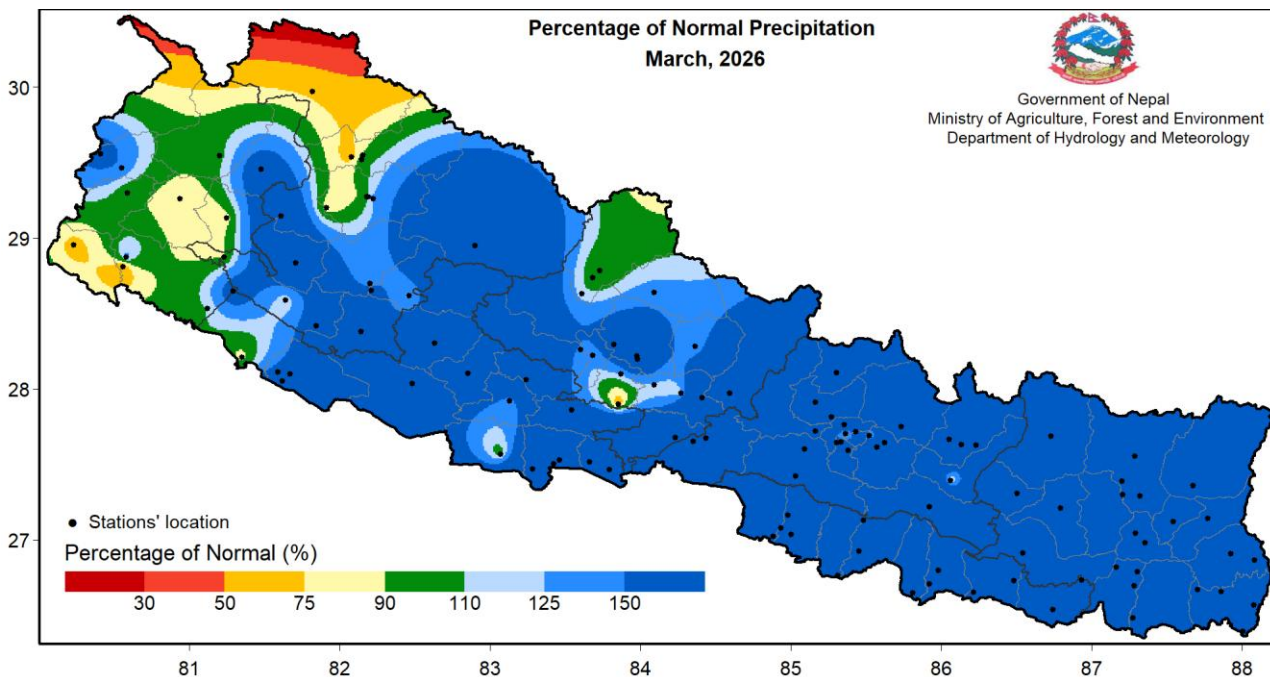 Percentage of Normal Precipitation
March, 2026
Government of Nepal
Ministry of Agriculture, Forest and Environment
Department of Hydrology and Meteorology
30
29
28
27
Stations' location
Percentage of Normal (%)
30 50 75 90 110 125 150
81 82 83 84 85 86 87 88